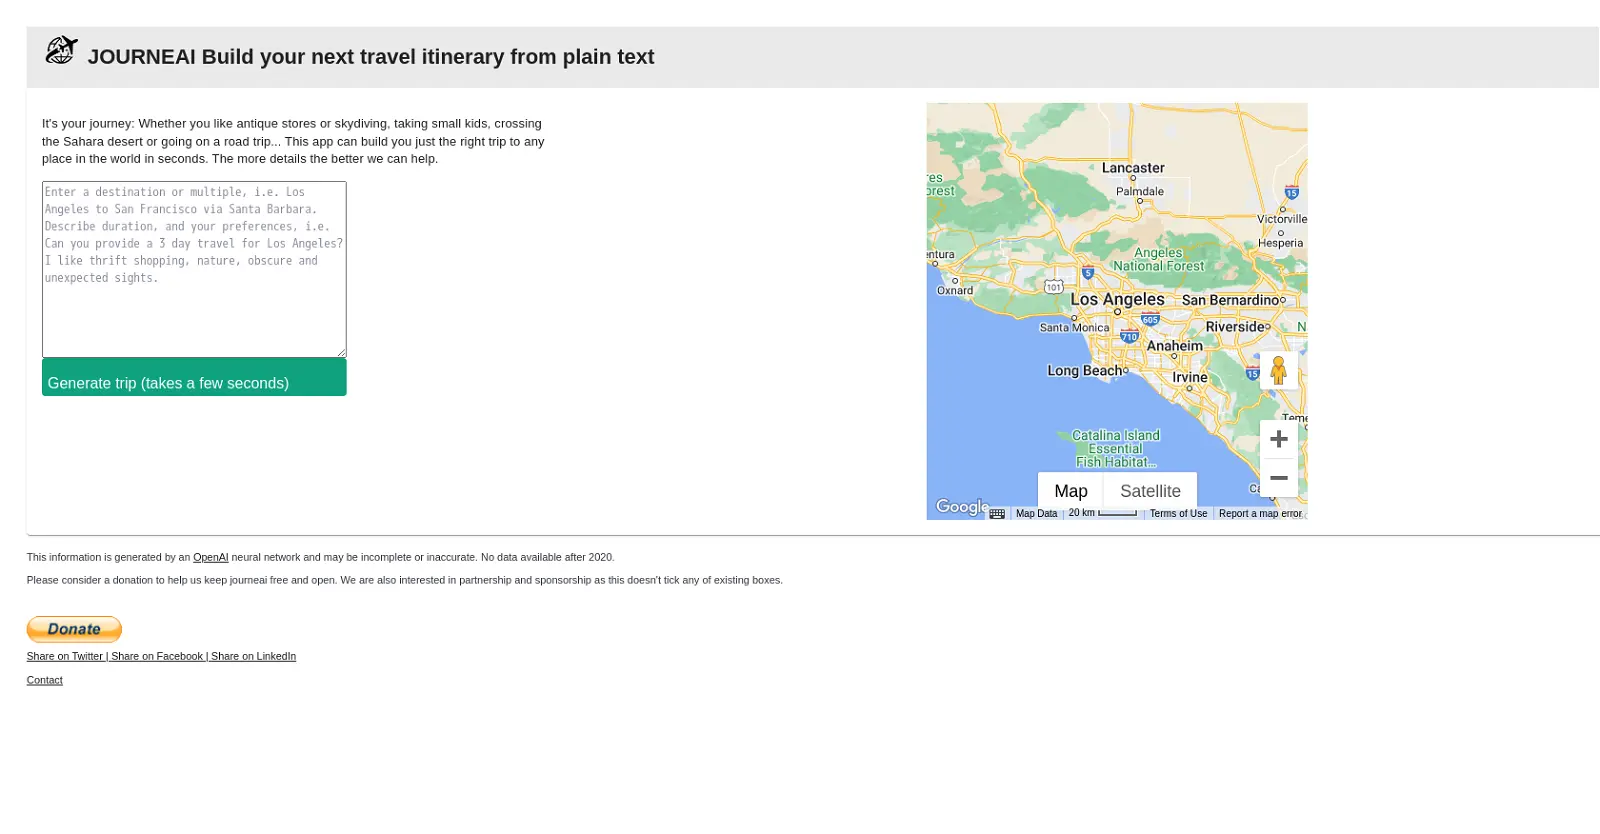 JOURNEAI Build your next travel itinerary from plain text
It's your journey: Whether you like antique stores or skydiving, taking small kids, crossing
the Sahara desert or going on a road trip... This app can build you just the right trip to any
place in the world in seconds. The more details the better we can help.
Enter a destination or multiple, i.e. Los
Angeles to San Francisco via Santa Barbara.
Describe duration, and your preferences, i.e.
Can you provide a 3 day travel for Los Angeles?
I like thrift shopping, nature, obscure and
unexpected sights.
Generate trip (takes a few seconds)
Lancaster
Palmdale
15
Victorville
Hesperia
Angeles
National Forest
5
101
Oxnard
Los Angeles
San Bernardino
605
Santa Monica
Riverside
710
Anaheim
Long Beach
Irvine
15
Catalina Island
Essential
Fish Habitat...
Map
Satellite
Google
Map Data
20 km
Terms of Use
Report a map error
This information is generated by an OpenAI neural network and may be incomplete or inaccurate. No data available after 2020.
Please consider a donation to help us keep journeai free and open. We are also interested in partnership and sponsorship as this doesn't tick any of existing boxes.
Donate
Share on Twitter | Share on Facebook | Share on LinkedIn
Contact